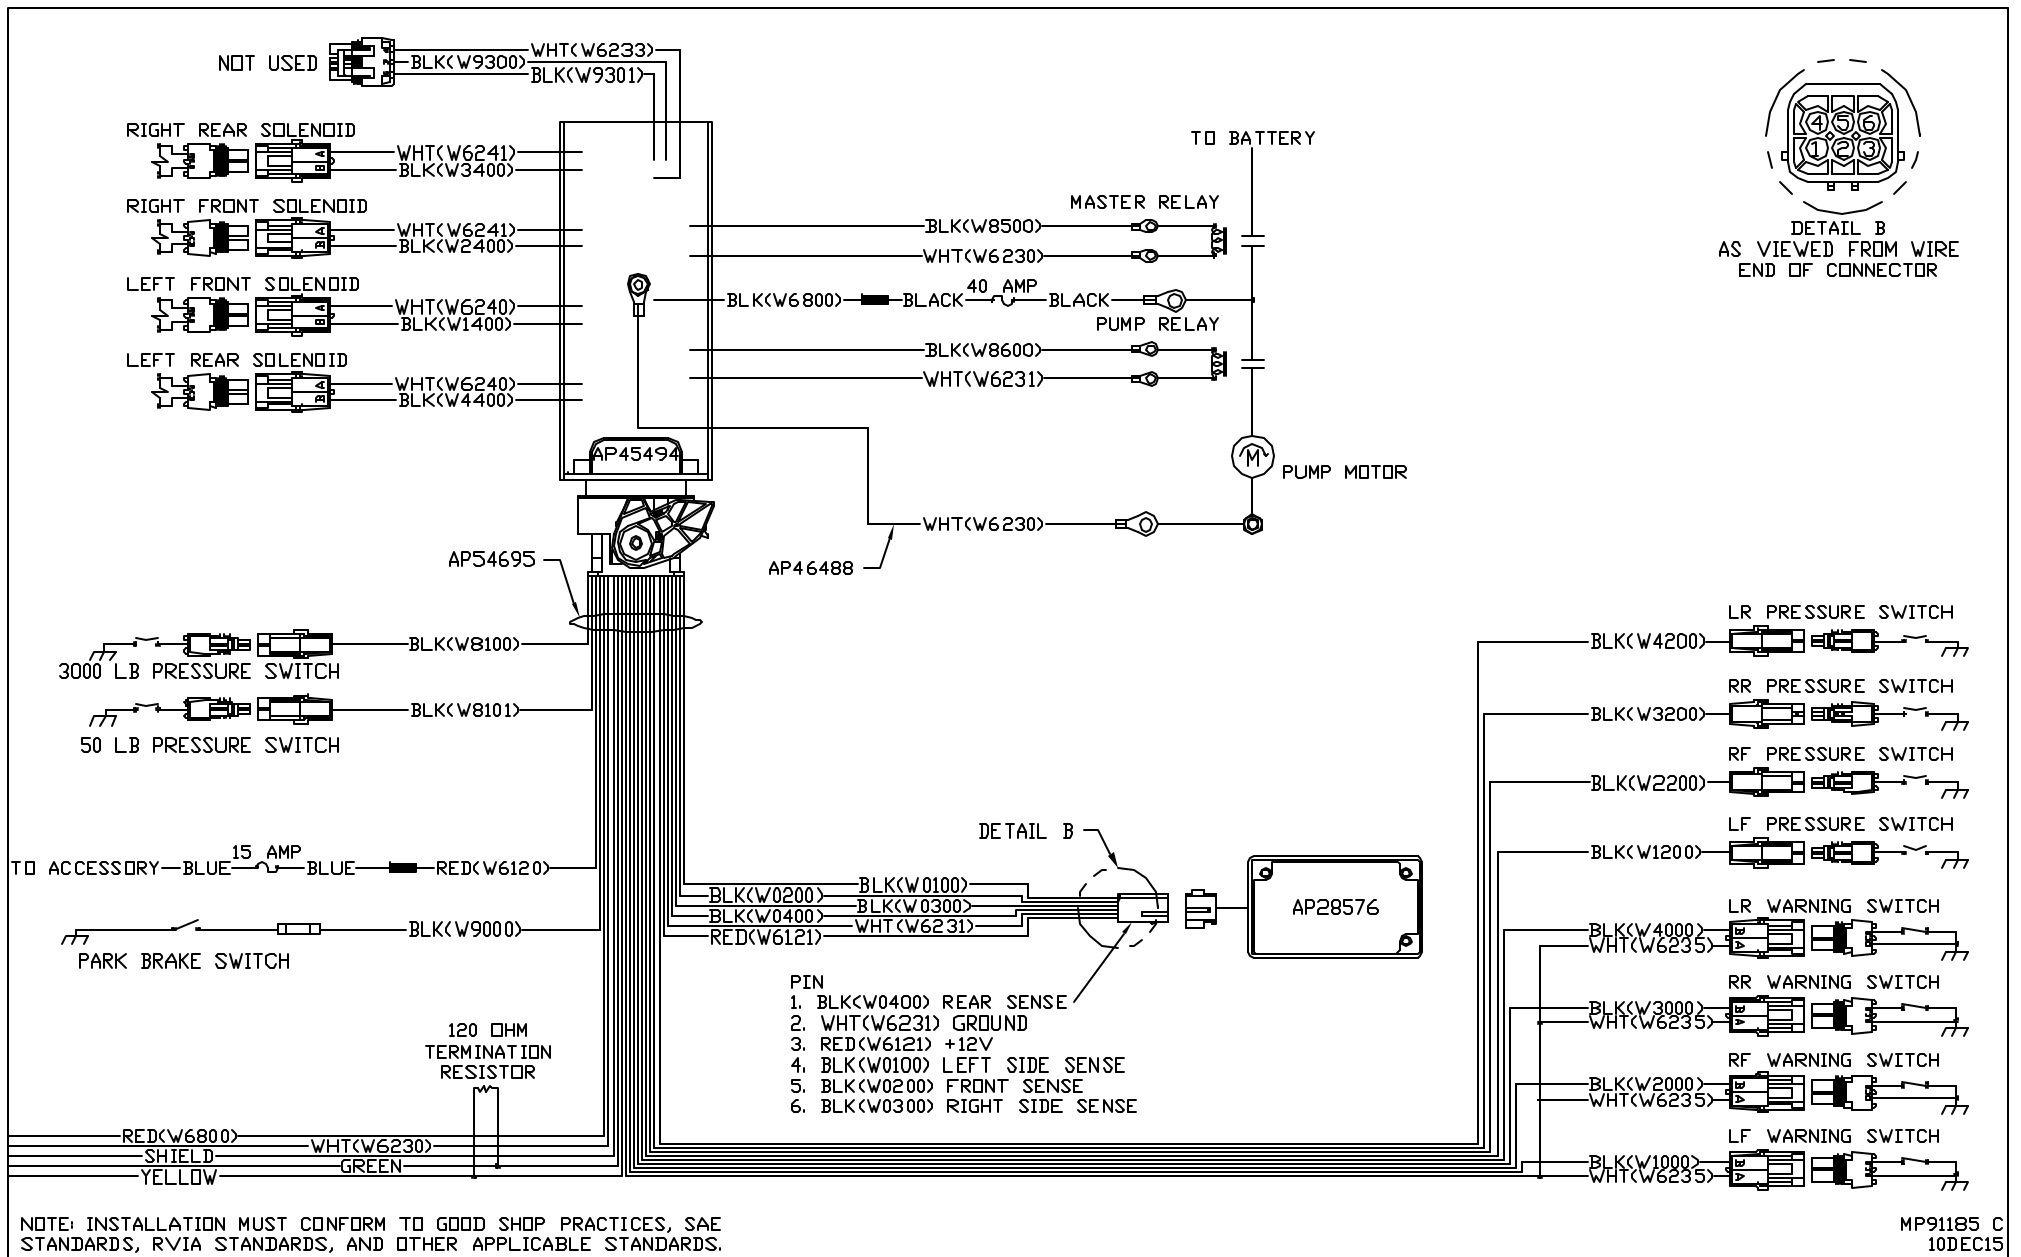 NOT USED
WHT(W6233)
BLK(W9300)
BLK(W9301)
RIGHT REAR SOLENOID
A
B
WHT(W6241)
BLK(W3400)
RIGHT FRONT SOLENOID
A
B
WHT(W6241)
BLK(W2400)
LEFT FRONT SOLENOID
A
B
WHT(W6240)
BLK(W1400)
LEFT REAR SOLENOID
A
B
WHT(W6240)
BLK(W4400)
AP45494
TO BATTERY
MASTER RELAY
BLK(W8500)
WHT(W6230)
BLK(W6800) BLACK 40 AMP BLACK
PUMP RELAY
BLK(W8600)
WHT(W6231)
M
PUMP MOTOR
WHT(W6230)
AP46488
AP54695
4 5 6
1 2 3
DETAIL B
AS VIEWED FROM WIRE
END OF CONNECTOR
BLK(W8100)
3000 LB PRESSURE SWITCH
BLK(W8101)
50 LB PRESSURE SWITCH
TO ACCESSORY BLUE 15 AMP BLUE RED(W6120)
BLK(W9000)
PARK BRAKE SWITCH
120 OHM
TERMINATION
RESISTOR
RED(W6800)
WHT(W6230)
SHIELD
GREEN
YELLOW
DETAIL B
BLK(W0100)
BLK(W0200)
BLK(W0300)
BLK(W0400)
WHT(W6231)
RED(W6121)
AP28576
PIN
1. BLK(W0400) REAR SENSE
2. WHT(W6231) GROUND
3. RED(W6121) +12V
4. BLK(W0100) LEFT SIDE SENSE
5. BLK(W0200) FRONT SENSE
6. BLK(W0300) RIGHT SIDE SENSE
LR PRESSURE SWITCH
BLK(W4200)
RR PRESSURE SWITCH
BLK(W3200)
RF PRESSURE SWITCH
BLK(W2200)
LF PRESSURE SWITCH
BLK(W1200)
LR WARNING SWITCH
BLK(W4000)
WHT(W6235)
B
A
RR WARNING SWITCH
BLK(W3000)
WHT(W6235)
B
A
RF WARNING SWITCH
BLK(W2000)
WHT(W6235)
B
A
LF WARNING SWITCH
BLK(W1000)
WHT(W6235)
B
A
NOTE: INSTALLATION MUST CONFORM TO GOOD SHOP PRACTICES, SAE
STANDARDS, RVIA STANDARDS, AND OTHER APPLICABLE STANDARDS.
MP91185 C
10DEC15